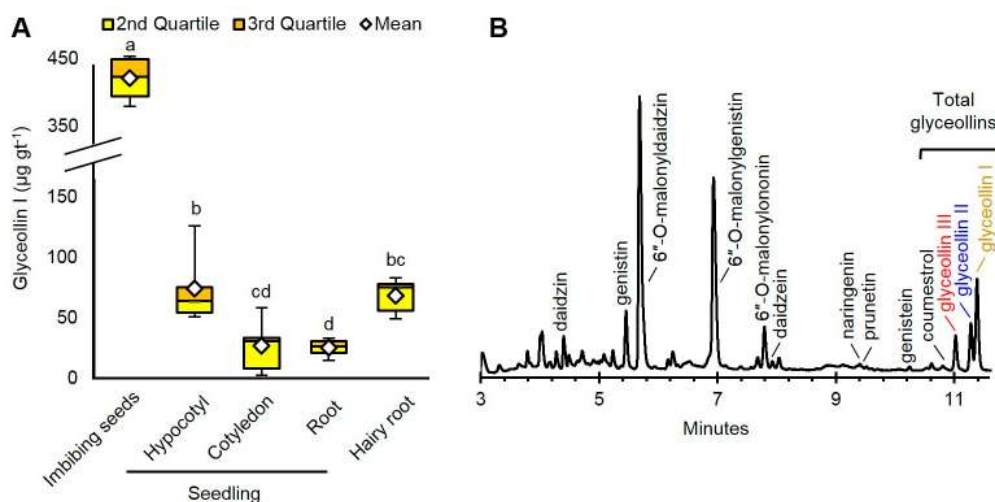 A
2nd Quartile 3rd Quartile Mean
Glyceollin I (µg gt⁻¹)
450
350
150
100
50
0
a
b
cd
d
bc
Imbibing seeds
Hypocotyl
Cotyledon
Root
Hairy root
Seedling
B
Total
glyceollins
daidzin
genistin
6″-O-malonyldaidzin
6″-O-malonylgenistin
6″-O-malonylononin
daidzein
naringenin
prunetin
genistein
coumestrol
glyceollin III
glyceollin II
glyceollin I
3
5
7
9
11
Minutes